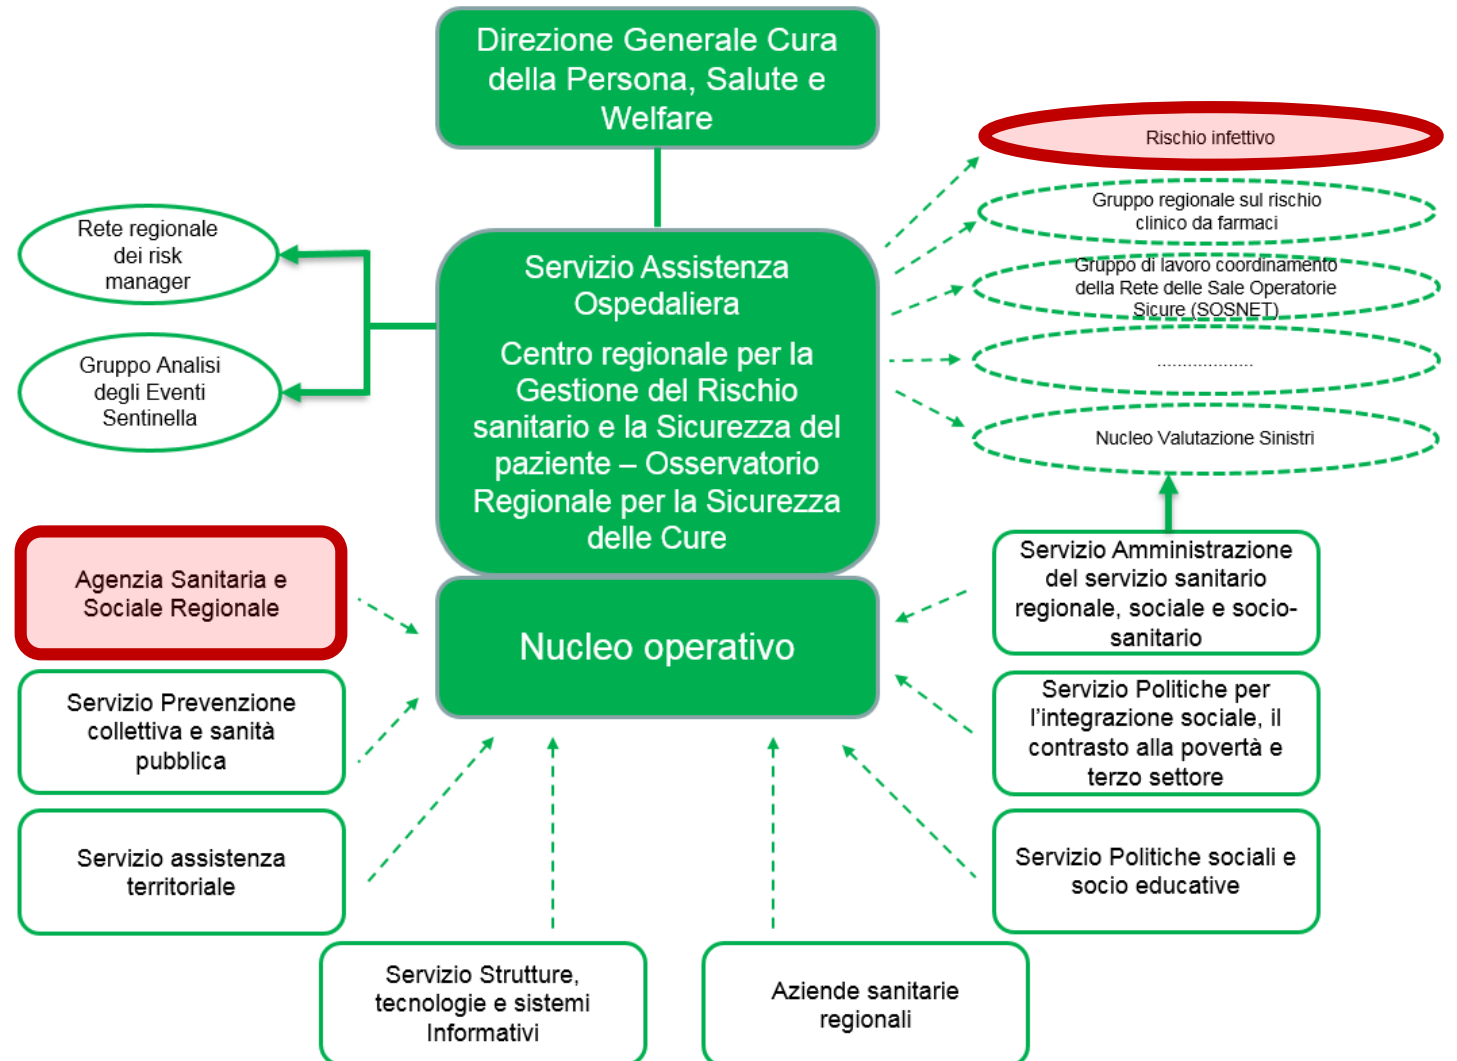 Direzione Generale Cura
della Persona, Salute e
Welfare
Rischio infettivo
Gruppo regionale sul rischio
clinico da farmaci
Gruppo di lavoro coordinamento
della Rete delle Sale Operatorie
Sicure (SOSNET)
...................
Nucleo Valutazione Sinistri
Rete regionale
dei risk
manager
Gruppo Analisi
degli Eventi
Sentinella
Servizio Assistenza
Ospedaliera
Centro regionale per la
Gestione del Rischio
sanitario e la Sicurezza del
paziente – Osservatorio
Regionale per la Sicurezza
delle Cure
Nucleo operativo
Agenzia Sanitaria e
Sociale Regionale
Servizio Prevenzione
collettiva e sanità
pubblica
Servizio assistenza
territoriale
Servizio Strutture,
tecnologie e sistemi
Informativi
Aziende sanitarie
regionali
Servizio Amministrazione
del servizio sanitario
regionale, sociale e socio-
sanitario
Servizio Politiche per
l’integrazione sociale, il
contrasto alla povertà e
terzo settore
Servizio Politiche sociali e
socio educative